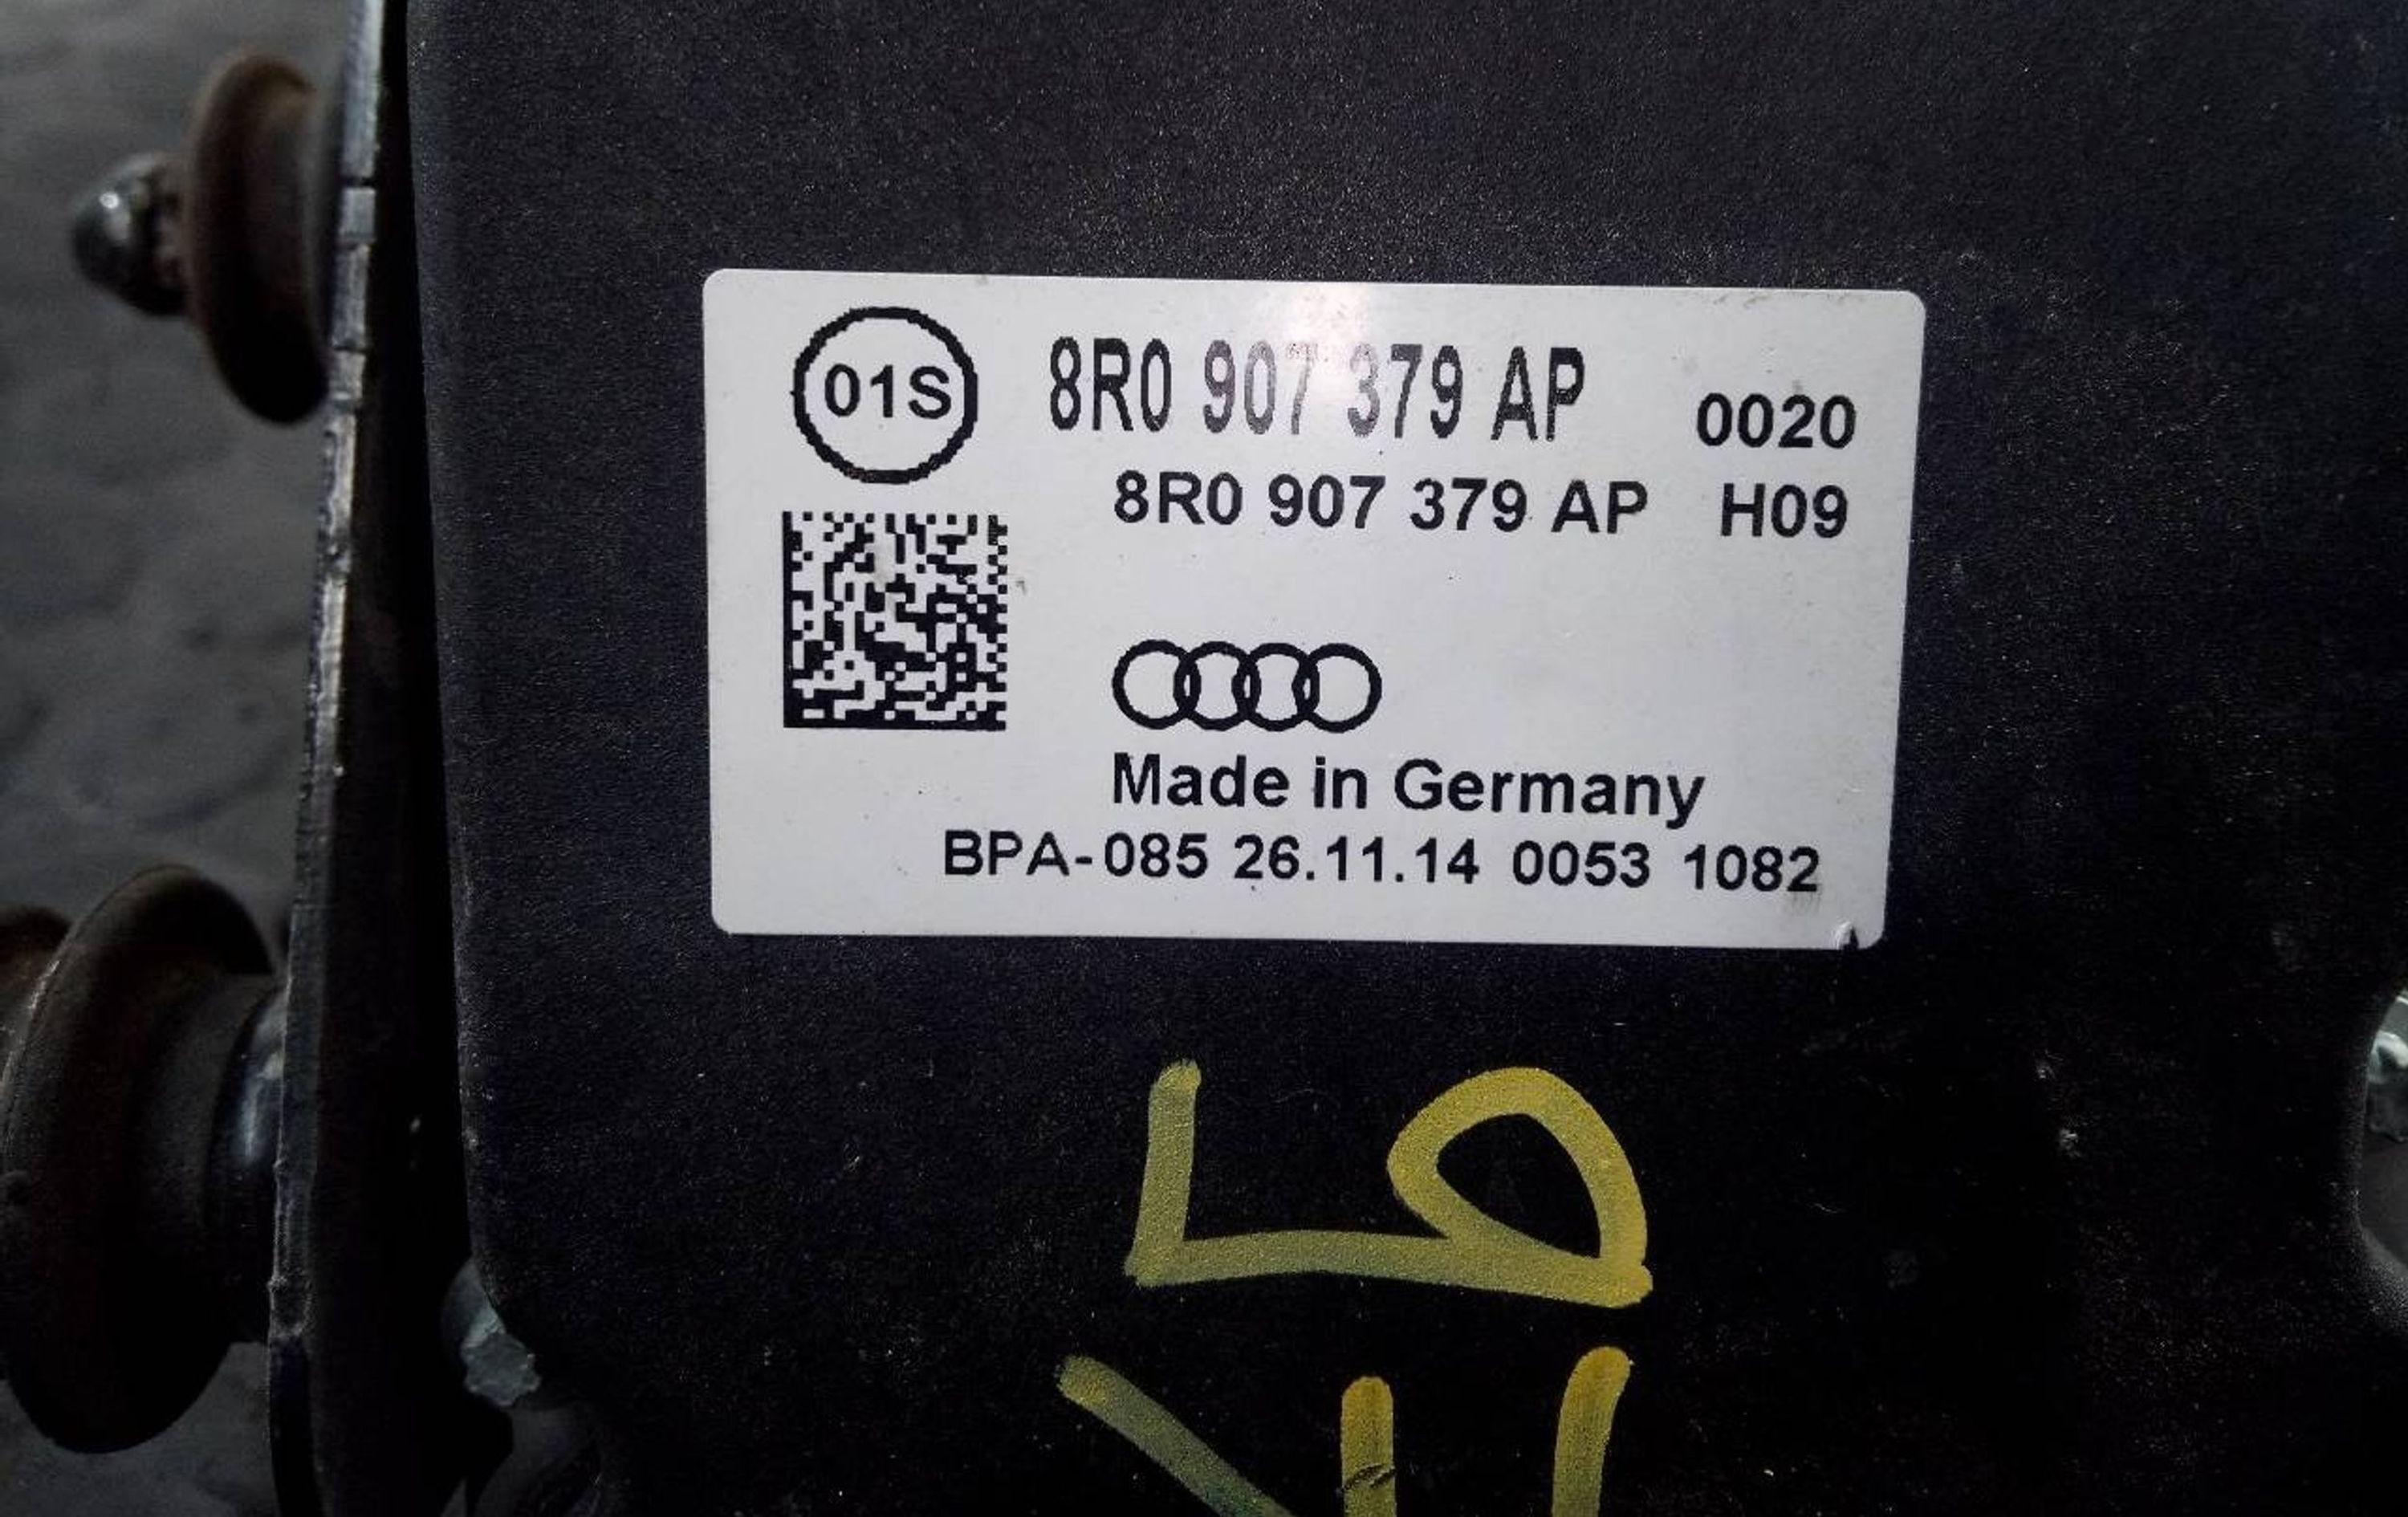 01S 8R0 907 379 AP 0020
8R0 907 379 AP H09
Made in Germany
BPA-085 26.11.14 0053 1082